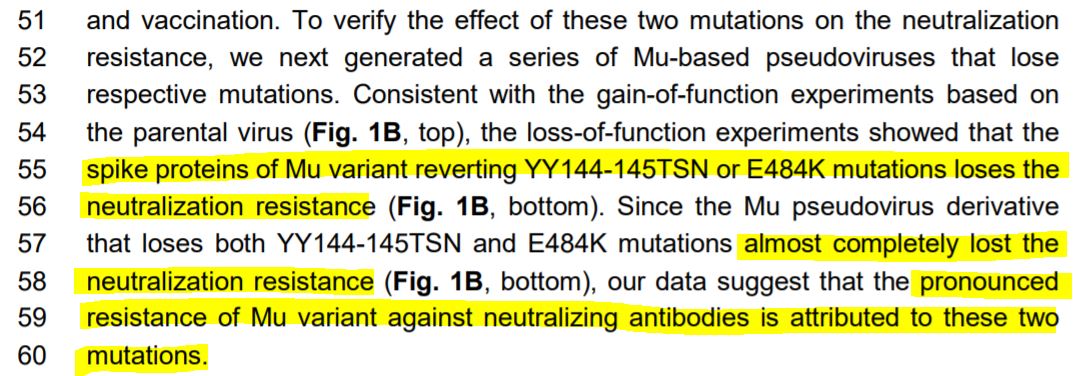 51 and vaccination. To verify the effect of these two mutations on the neutralization
52 resistance, we next generated a series of Mu-based pseudoviruses that lose
53 respective mutations. Consistent with the gain-of-function experiments based on
54 the parental virus (Fig. 1B, top), the loss-of-function experiments showed that the
55 spike proteins of Mu variant reverting YY144-145TSN or E484K mutations loses the
56 neutralization resistance (Fig. 1B, bottom). Since the Mu pseudovirus derivative
57 that loses both YY144-145TSN and E484K mutations almost completely lost the
58 neutralization resistance (Fig. 1B, bottom), our data suggest that the pronounced
59 resistance of Mu variant against neutralizing antibodies is attributed to these two
60 mutations.